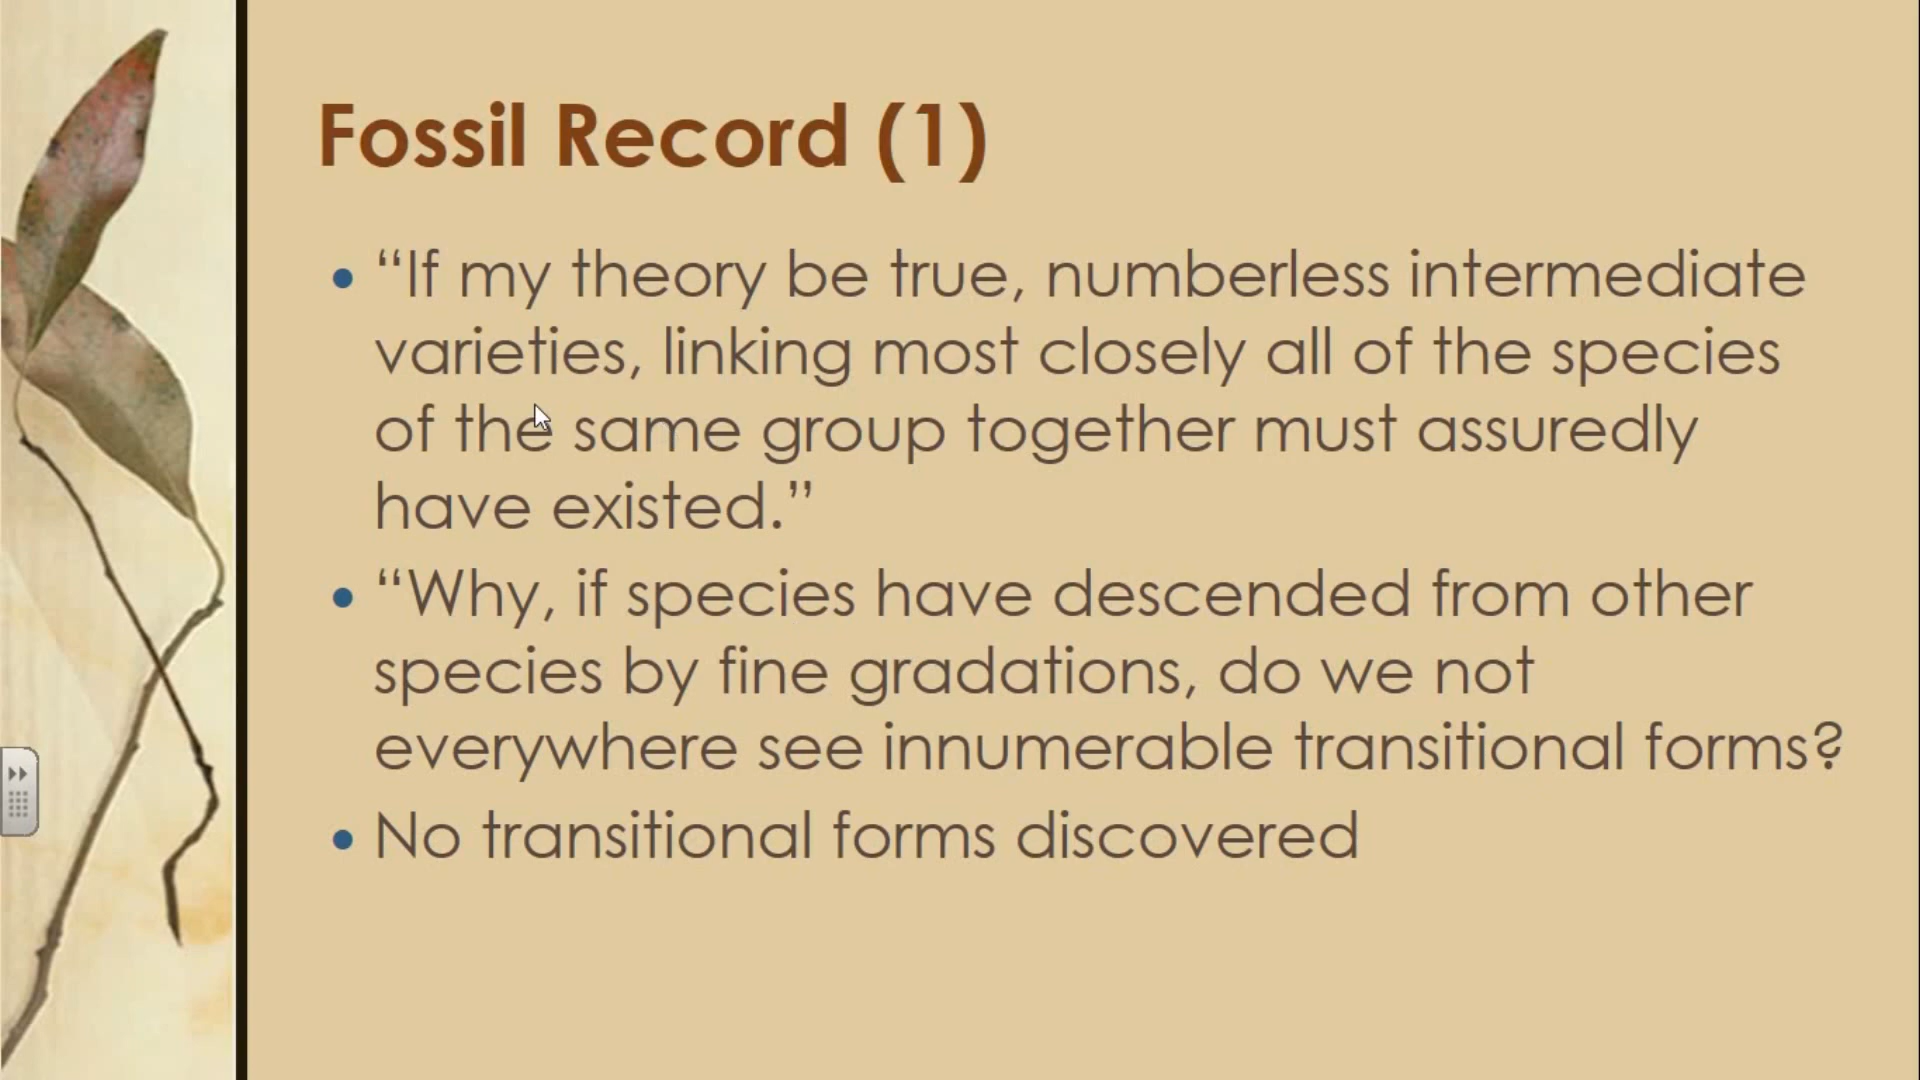 Fossil Record (1)
• “If my theory be true, numberless intermediate
varieties, linking most closely all of the species
of the same group together must assuredly
have existed.”
• “Why, if species have descended from other
species by fine gradations, do we not
everywhere see innumerable transitional forms?
• No transitional forms discovered